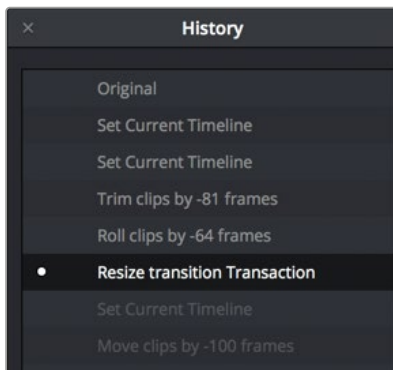 × History
Original
Set Current Timeline
Set Current Timeline
Trim clips by -81 frames
Roll clips by -64 frames
• Resize transition Transaction
Set Current Timeline
Move clips by -100 frames